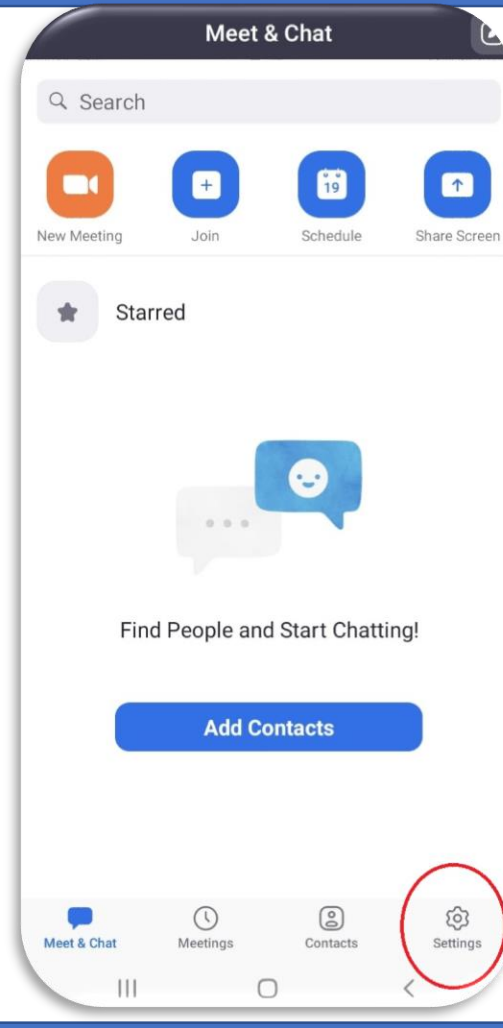 Meet & Chat
Search
19
New Meeting Join Schedule Share Screen
Starred
Find People and Start Chatting!
Add Contacts
Meet & Chat Meetings Contacts Settings